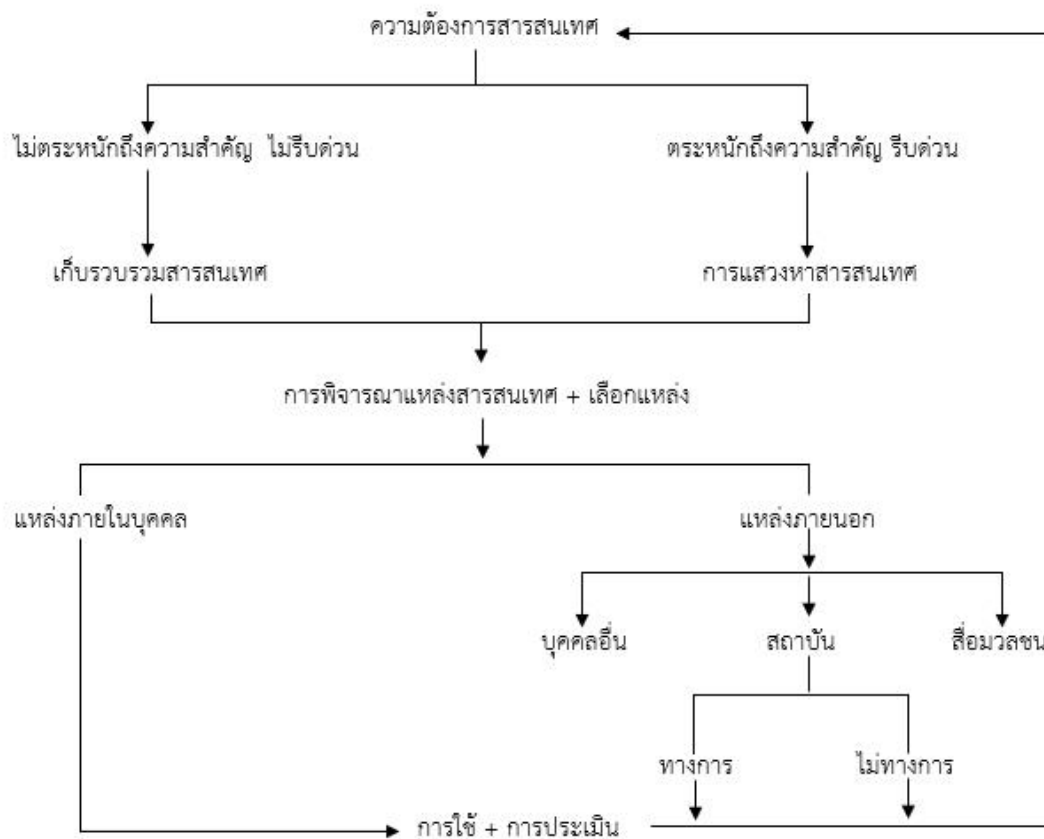 ความต้องการสารสนเทศ
ไม่ตระหนักถึงความสำคัญ ไม่รีบด่วน
ตระหนักถึงความสำคัญ รีบด่วน
เก็บรวบรวมสารสนเทศ
การแสวงหาสารสนเทศ
การพิจารณาแหล่งสารสนเทศ + เลือกแหล่ง
แหล่งภายในบุคคล
แหล่งภายนอก
บุคคลอื่น
สถาบัน
สื่อมวลชน
ทางการ
ไม่ทางการ
การใช้ + การประเมิน